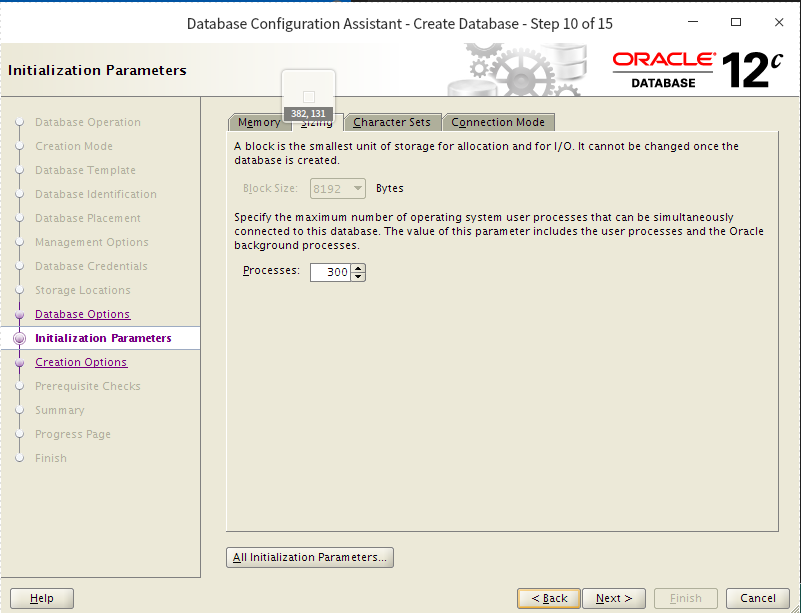 Database Configuration Assistant - Create Database - Step 10 of 15
Initialization Parameters
ORACLE
DATABASE
12c
382, 131
Database Operation
Creation Mode
Database Template
Database Identification
Database Placement
Management Options
Database Credentials
Storage Locations
Database Options
Initialization Parameters
Creation Options
Prerequisite Checks
Summary
Progress Page
Finish
Memory Sizing Character Sets Connection Mode
A block is the smallest unit of storage for allocation and for I/O. It cannot be changed once the
database is created.
Block Size: 8192 Bytes
Specify the maximum number of operating system user processes that can be simultaneously
connected to this database. The value of this parameter includes the user processes and the Oracle
background processes.
Processes: 300
All Initialization Parameters...
Help
< Back Next > Finish Cancel